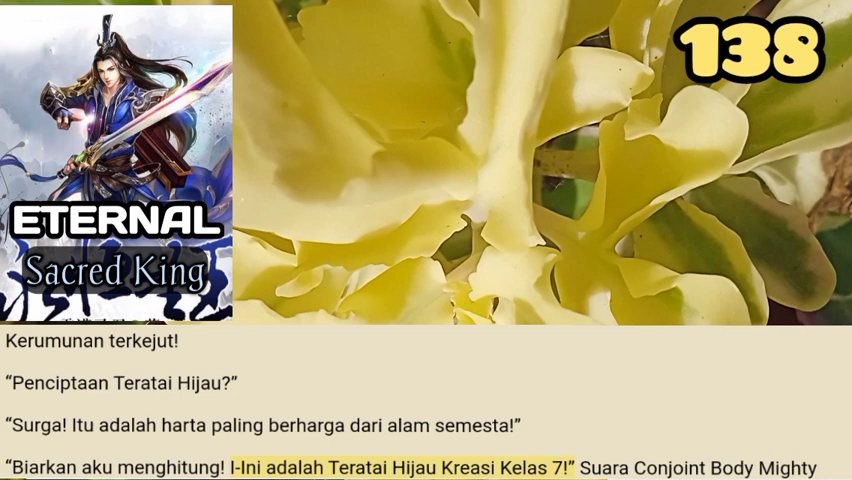 138
ETERNAL
Sacred King
Kerumunan terkejut!
“Penciptaan Teratai Hijau?”
“Surga! Itu adalah harta paling berharga dari alam semesta!”
“Biarkan aku menghitung! I-Ini adalah Teratai Hijau Kreasi Kelas 7!” Suara Conjoint Body Mighty